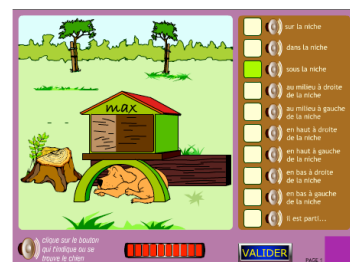 max
sur la niche
dans la niche
sous la niche
au milieu à droite
de la niche
au milieu à gauche
de la niche
en haut à droite
de la niche
en haut à gauche
de la niche
en bas à droite
de la niche
en bas à gauche
de la niche
il est parti...
clique sur le bouton
qui t'indique ou se
trouve le chien
VALIDER
PAGE 1